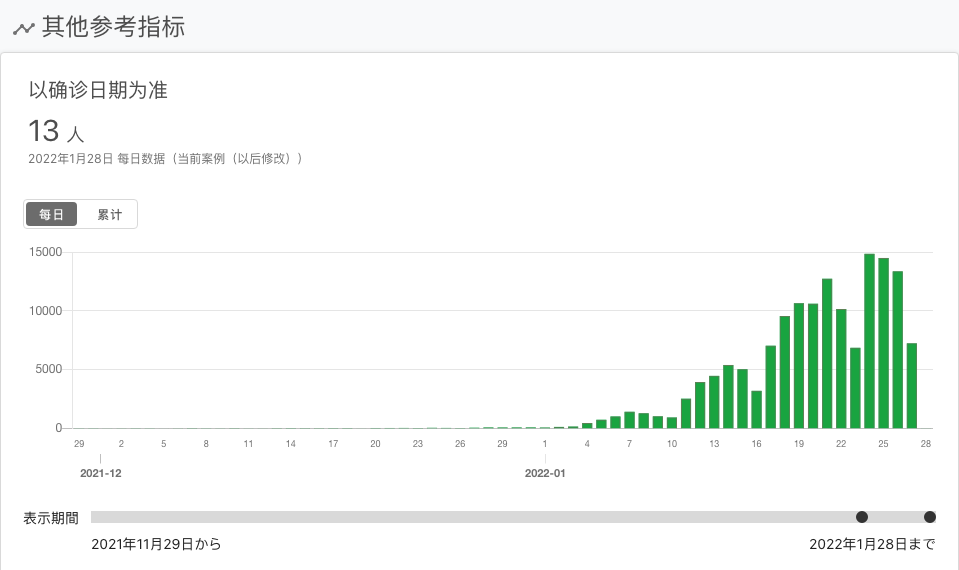 其他参考指标
以确诊日期为准
13 人
2022年1月28日 每日数据（当前案例（以后修改））
每日 累计
15000
10000
5000
0
29 2 5 8 11 14 17 20 23 26 29 1 4 7 10 13 16 19 22 25 28
2021-12 2022-01
表示期間
2021年11月29日から 2022年1月28日まで